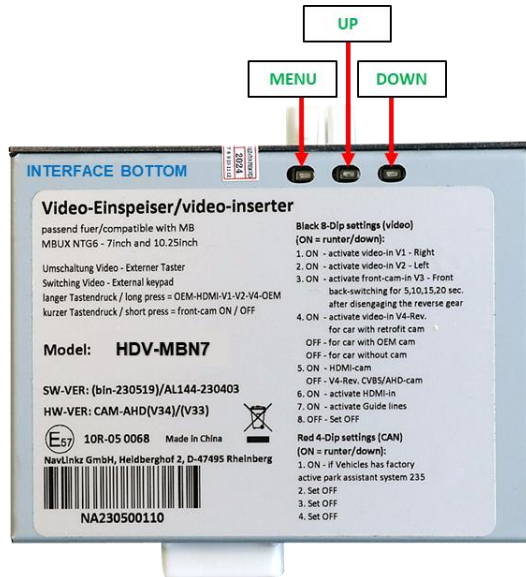 UP
MENU
DOWN
INTERFACE BOTTOM
2024
Video-Einspeiser/video-inserter
passend fuer/compatible with MB
MBUX NTG6 - 7inch and 10.25Inch
Umschaltung Video - Externer Taster
Switching Video - External keypad
langer Tastendruck / long press = OEM-HDMI-V1-V2-V4-OEM
kurzer Tastendruck / short press = front-cam ON / OFF
Model: HDV-MBN7
SW-VER: (bin-230519)/AL144-230403
HW-VER: CAM-AHD(V34)/(V33)
E57 10R-05 0068 Made in China
NavLinkz GmbH, Heidberghof 2, D-47495 Rheinberg
NA230500110
Black 8-Dip settings (video)
(ON = runter/down):
1. ON - activate video-in V1 - Right
2. ON - activate video-in V2 - Left
3. ON - activate front-cam-in V3 - Front
back-switching for 5,10,15,20 sec.
after disengaging the reverse gear
4. ON - activate video-in V4-Rev.
for car with retrofit cam
OFF - for car with OEM cam
OFF - for car without cam
5. ON - HDMI-cam
OFF - V4-Rev. CVBS/AHD-cam
6. ON - activate HDMI-in
7. ON - activate Guide lines
8. OFF - Set OFF
Red 4-Dip settings (CAN)
(ON = runter/down):
1. ON - if Vehicles has factory
active park assistant system 235
2. Set OFF
3. Set OFF
4. Set OFF